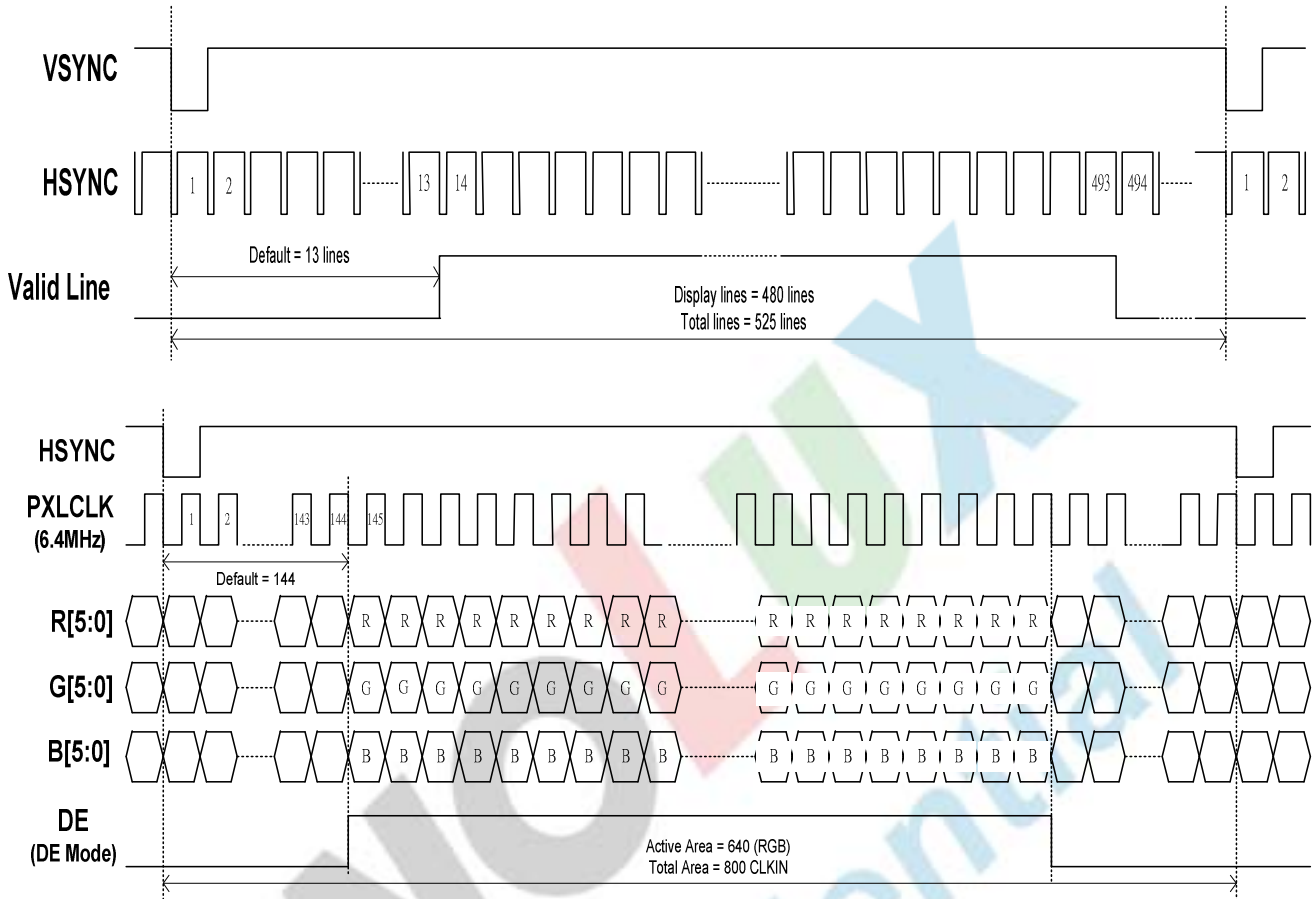 VSYNC
HSYNC
1 2 13 14 493 494 1 2
Default = 13 lines
Valid Line
Display lines = 480 lines
Total lines = 525 lines
HSYNC
PXLCLK
(6.4MHz)
1 2 143 144 145
Default = 144
R[5:0]
R R R R R R R R R R R R R R R R R
G[5:0]
G G G G G G G G G G G G G G G G G
B[5:0]
B B B B B B B B B B B B B B B B B
DE
(DE Mode)
Active Area = 640 (RGB)
Total Area = 800 CLKIN